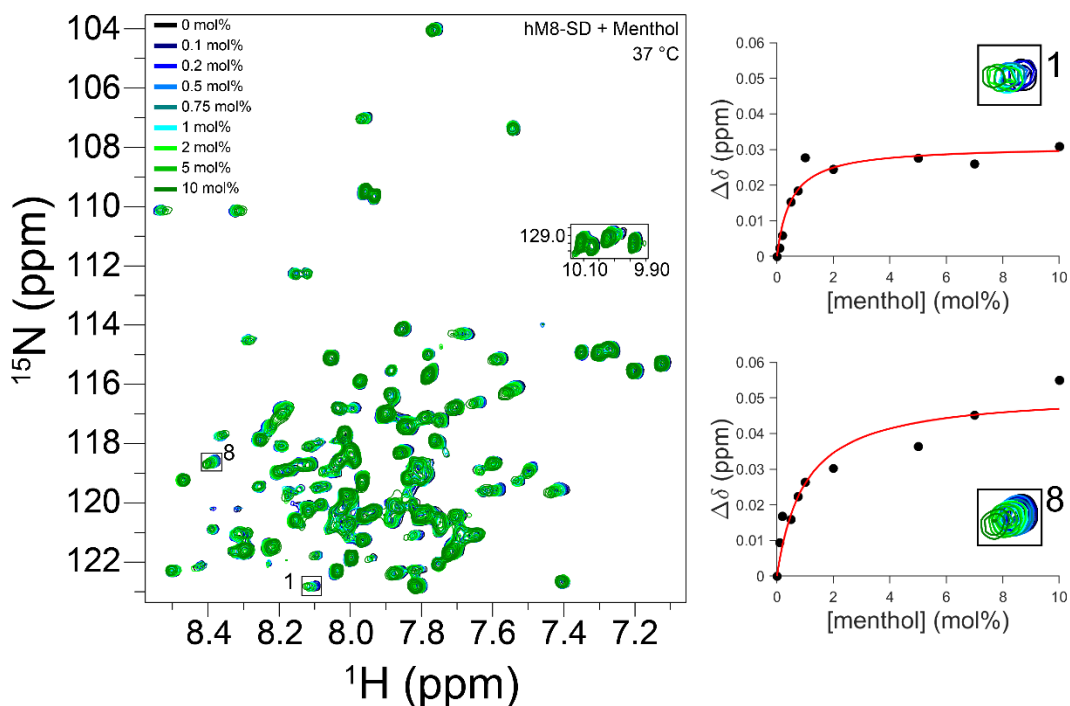 hM8-SD + Menthol
37 °C
0 mol%
0.1 mol%
0.2 mol%
0.5 mol%
0.75 mol%
1 mol%
2 mol%
5 mol%
10 mol%
104
106
108
110
112
114
116
118
120
122
15N (ppm)
129.0
10.10 9.90
8
1
8.4 8.2 8.0 7.8 7.6 7.4 7.2
1H (ppm)
0.06
0.05
0.04
0.03
0.02
0.01
0
Δδ (ppm)
1
0 2 4 6 8 10
[menthol] (mol%)
0.06
0.05
0.04
0.03
0.02
0.01
0
Δδ (ppm)
8
0 2 4 6 8 10
[menthol] (mol%)